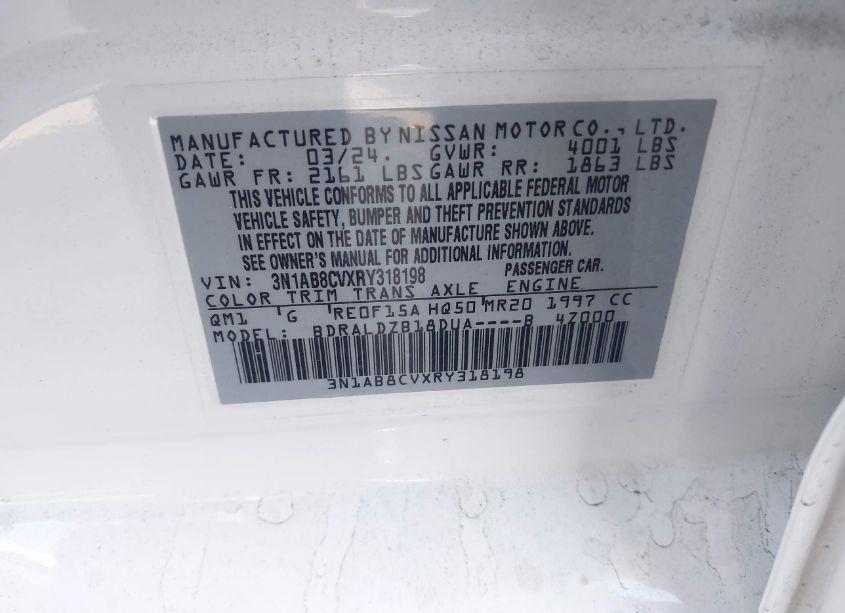 MANUFACTURED BY NISSAN MOTOR CO., LTD.
DATE: 03/24. GVWR: 4001 LBS
GAWR FR: 2161 LBS GAWR RR: 1863 LBS
THIS VEHICLE CONFORMS TO ALL APPLICABLE FEDERAL MOTOR
VEHICLE SAFETY, BUMPER AND THEFT PREVENTION STANDARDS
IN EFFECT ON THE DATE OF MANUFACTURE SHOWN ABOVE.
SEE OWNER'S MANUAL FOR ADDITIONAL INFORMATION.
VIN: 3N1AB8CVXRY318198 PASSENGER CAR.
COLOR TRIM TRANS AXLE ENGINE
QM1 G RE0F15A HQ50 MR20 1997 CC
MODEL: BDRALDZB18DUA----B 4Z000
3N1AB8CVXRY318198